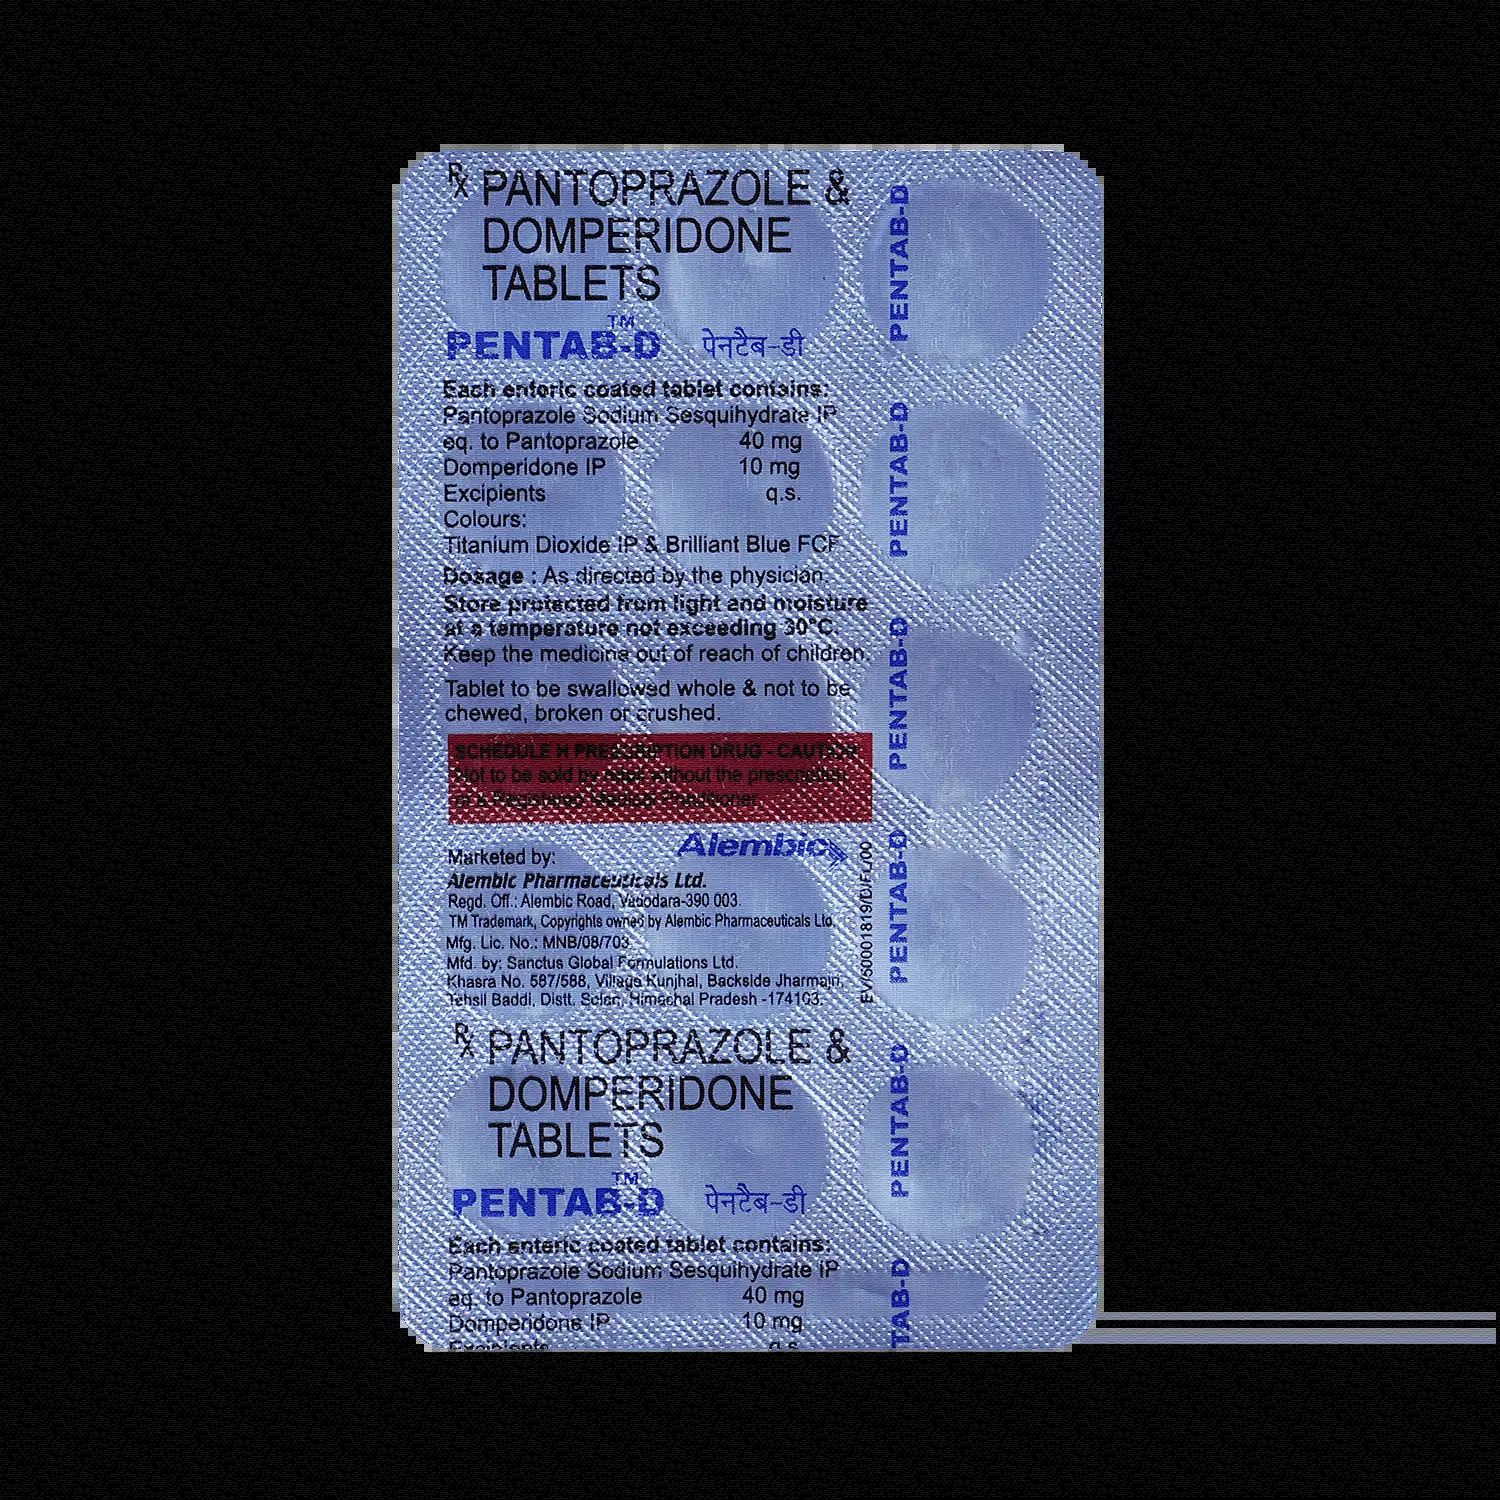 Rx PANTOPRAZOLE &
DOMPERIDONE
TABLETS
PENTAB-D™ पेनटैब-डी
Each enteric coated tablet contains:
Pantoprazole Sodium Sesquihydrate IP
eq. to Pantoprazole 40 mg
Domperidone IP 10 mg
Excipients q.s.
Colours:
Titanium Dioxide IP & Brilliant Blue FCF
Dosage : As directed by the physician.
Store protected from light and moisture
at a temperature not exceeding 30°C.
Keep the medicine out of reach of children.
Tablet to be swallowed whole & not to be
chewed, broken or crushed.
SCHEDULE H PRESCRIPTION DRUG - CAUTION
Not to be sold by retail without the prescription
of a Registered Medical Practitioner.
Alembic
Marketed by:
Alembic Pharmaceuticals Ltd.
Regd. Off.: Alembic Road, Vadodara-390 003.
TM Trademark, Copyrights owned by Alembic Pharmaceuticals Ltd.
Mfg. Lic. No.: MNB/08/703
Mfd. by: Sanctus Global Formulations Ltd.
Khasra No. 587/588, Village Kunjhal, Backside Jharmajri,
Tehsil Baddi, Distt. Solan, Himachal Pradesh -174103.
Rx PANTOPRAZOLE &
DOMPERIDONE
TABLETS
PENTAB-D™ पेनटैब-डी
Each enteric coated tablet contains:
Pantoprazole Sodium Sesquihydrate IP
eq. to Pantoprazole 40 mg
Domperidone IP 10 mg
Excipients q.s.
PENTAB-D
PENTAB-D
PENTAB-D
PENTAB-D
PENTAB-D
TAB-D